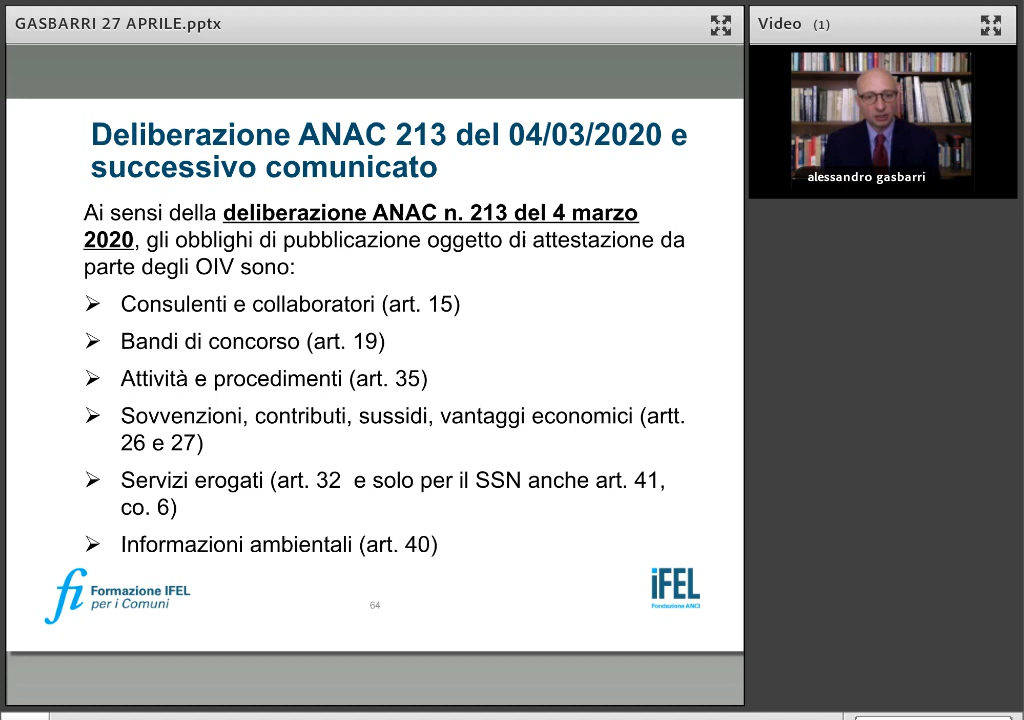 GASBARRI 27 APRILE.pptx
Video (1)
alessandro gasbarri
Deliberazione ANAC 213 del 04/03/2020 e
successivo comunicato
Ai sensi della deliberazione ANAC n. 213 del 4 marzo
2020, gli obblighi di pubblicazione oggetto di attestazione da
parte degli OIV sono:
➢ Consulenti e collaboratori (art. 15)
➢ Bandi di concorso (art. 19)
➢ Attività e procedimenti (art. 35)
➢ Sovvenzioni, contributi, sussidi, vantaggi economici (artt.
26 e 27)
➢ Servizi erogati (art. 32 e solo per il SSN anche art. 41,
co. 6)
➢ Informazioni ambientali (art. 40)
fi Formazione IFEL
per i Comuni
64
iFEL
Fondazione ANCI